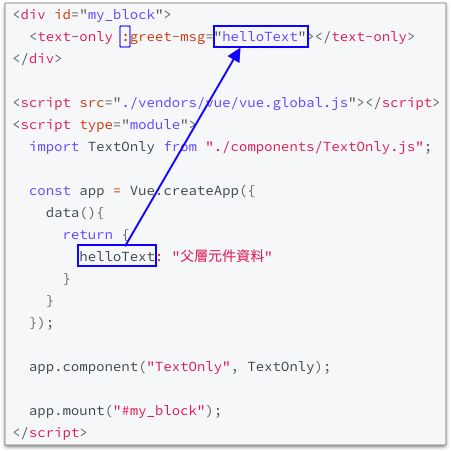 <div id="my_block">
<text-only :greet-msg="helloText"></text-only>
</div>
<script src="./vendors/vue/vue.global.js"></script>
<script type="module">
import TextOnly from "./components/TextOnly.js";
const app = Vue.createApp({
data(){
return {
helloText: "父層元件資料"
}
}
});
app.component("TextOnly", TextOnly);
app.mount("#my_block");
</script>